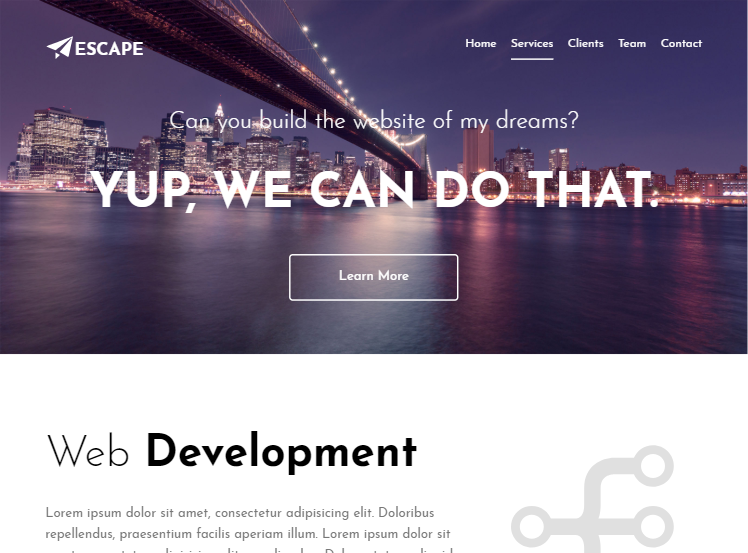 ESCAPE
Home Services Clients Team Contact
Can you build the website of my dreams?
YUP, WE CAN DO THAT.
Learn More
Web Development
Lorem ipsum dolor sit amet, consectetur adipisicing elit. Doloribus
repellendus, praesentium facilis aperiam illum. Lorem ipsum dolor sit